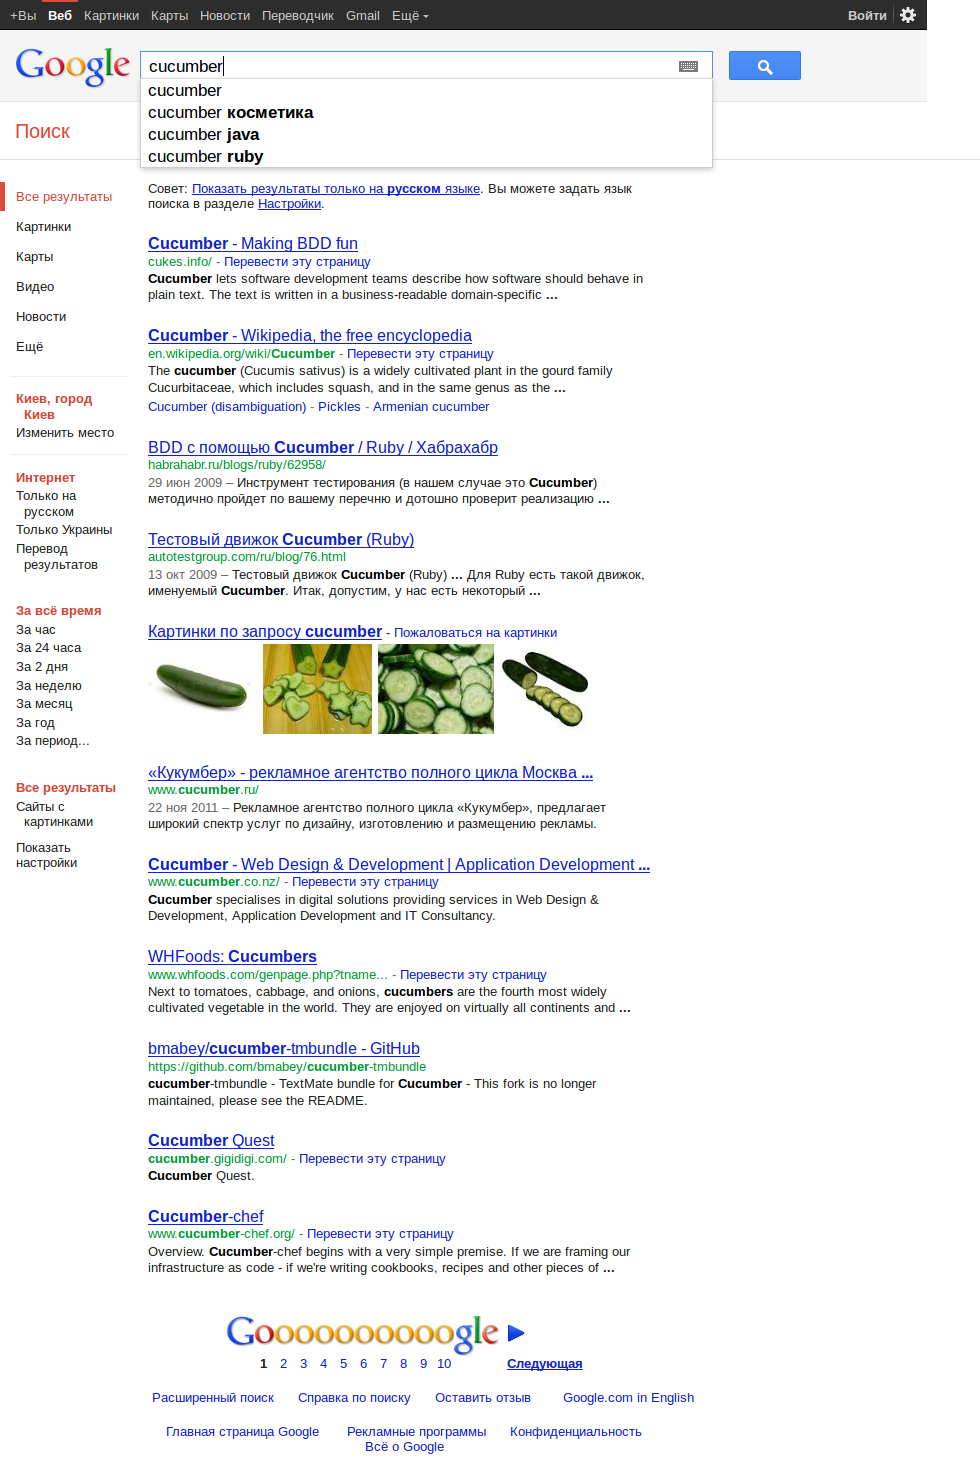 +Вы Веб Картинки Карты Новости Переводчик Gmail Ещё Войти
Google
cucumber
cucumber
cucumber косметика
cucumber java
cucumber ruby
Поиск
Все результаты
Картинки
Карты
Видео
Новости
Ещё
Киев, город
Киев
Изменить место
Интернет
Только на
русском
Только Украины
Перевод
результатов
За всё время
За час
За 24 часа
За 2 дня
За неделю
За месяц
За год
За период...
Все результаты
Сайты с
картинками
Показать
настройки
Совет: Показать результаты только на русском языке. Вы можете задать язык
поиска в разделе Настройки.
Cucumber - Making BDD fun
cukes.info/ - Перевести эту страницу
Cucumber lets software development teams describe how software should behave in
plain text. The text is written in a business-readable domain-specific ...
Cucumber - Wikipedia, the free encyclopedia
en.wikipedia.org/wiki/Cucumber - Перевести эту страницу
The cucumber (Cucumis sativus) is a widely cultivated plant in the gourd family
Cucurbitaceae, which includes squash, and in the same genus as the ...
Cucumber (disambiguation) - Pickles - Armenian cucumber
BDD с помощью Cucumber / Ruby / Хабрахабр
habrahabr.ru/blogs/ruby/62958/
29 июн 2009 – Инструмент тестирования (в нашем случае это Cucumber)
методично пройдет по вашему перечню и дотошно проверит реализацию ...
Тестовый движок Cucumber (Ruby)
autotestgroup.com/ru/blog/76.html
13 окт 2009 – Тестовый движок Cucumber (Ruby) ... Для Ruby есть такой движок,
именуемый Cucumber. Итак, допустим, у нас есть некоторый ...
Картинки по запросу cucumber - Пожаловаться на картинки
«Кукумбер» - рекламное агентство полного цикла Москва ...
www.cucumber.ru/
22 ноя 2011 – Рекламное агентство полного цикла «Кукумбер», предлагает
широкий спектр услуг по дизайну, изготовлению и размещению рекламы.
Cucumber - Web Design & Development | Application Development ...
www.cucumber.co.nz/ - Перевести эту страницу
Cucumber specialises in digital solutions providing services in Web Design &
Development, Application Development and IT Consultancy.
WHFoods: Cucumbers
www.whfoods.com/genpage.php?tname... - Перевести эту страницу
Next to tomatoes, cabbage, and onions, cucumbers are the fourth most widely
cultivated vegetable in the world. They are enjoyed on virtually all continents and ...
bmabey/cucumber-tmbundle - GitHub
https://github.com/bmabey/cucumber-tmbundle
cucumber-tmbundle - TextMate bundle for Cucumber - This fork is no longer
maintained, please see the README.
Cucumber Quest
cucumber.gigidigi.com/ - Перевести эту страницу
Cucumber Quest.
Cucumber-chef
www.cucumber-chef.org/ - Перевести эту страницу
Overview. Cucumber-chef begins with a very simple premise. If we are framing our
infrastructure as code - if we're writing cookbooks, recipes and other pieces of ...
Goooooooooogle
1 2 3 4 5 6 7 8 9 10 Следующая
Расширенный поиск Справка по поиску Оставить отзыв Google.com in English
Главная страница Google Рекламные программы Конфиденциальность
Всё о Google